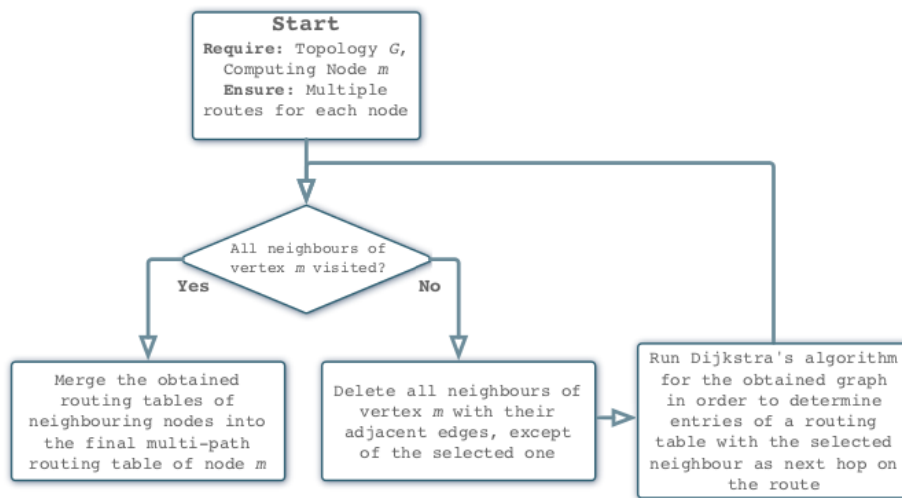 Start
Require: Topology G,
Computing Node m
Ensure: Multiple
routes for each node
All neighbours of
vertex m visited?
Yes
No
Merge the obtained
routing tables of
neighbouring nodes into
the final multi-path
routing table of node m
Delete all neighbours of
vertex m with their
adjacent edges, except
of the selected one
Run Dijkstra's algorithm
for the obtained graph
in order to determine
entries of a routing
table with the selected
neighbour as next hop on
the route